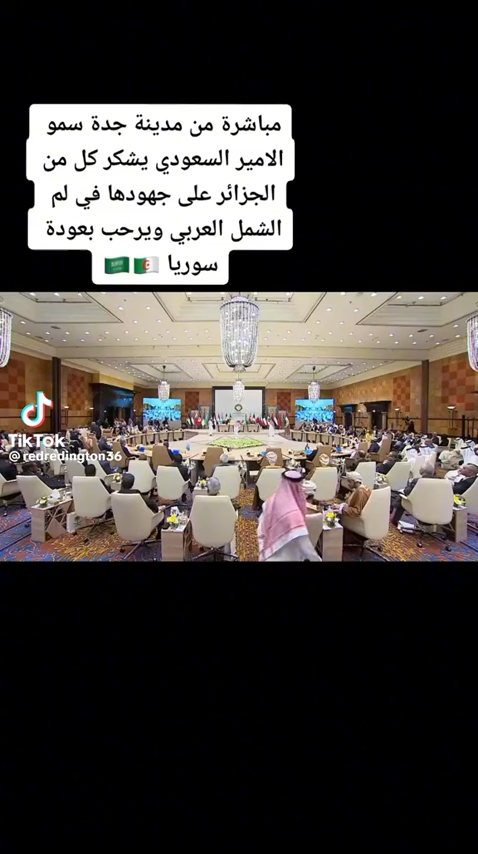 مباشرة من مدينة جدة سمو
الامير السعودي يشكر كل من
الجزائر على جهودها في لم
الشمل العربي ويرحب بعودة
سوريا 🇩🇿 🇸🇦
TikTok
@redredington36